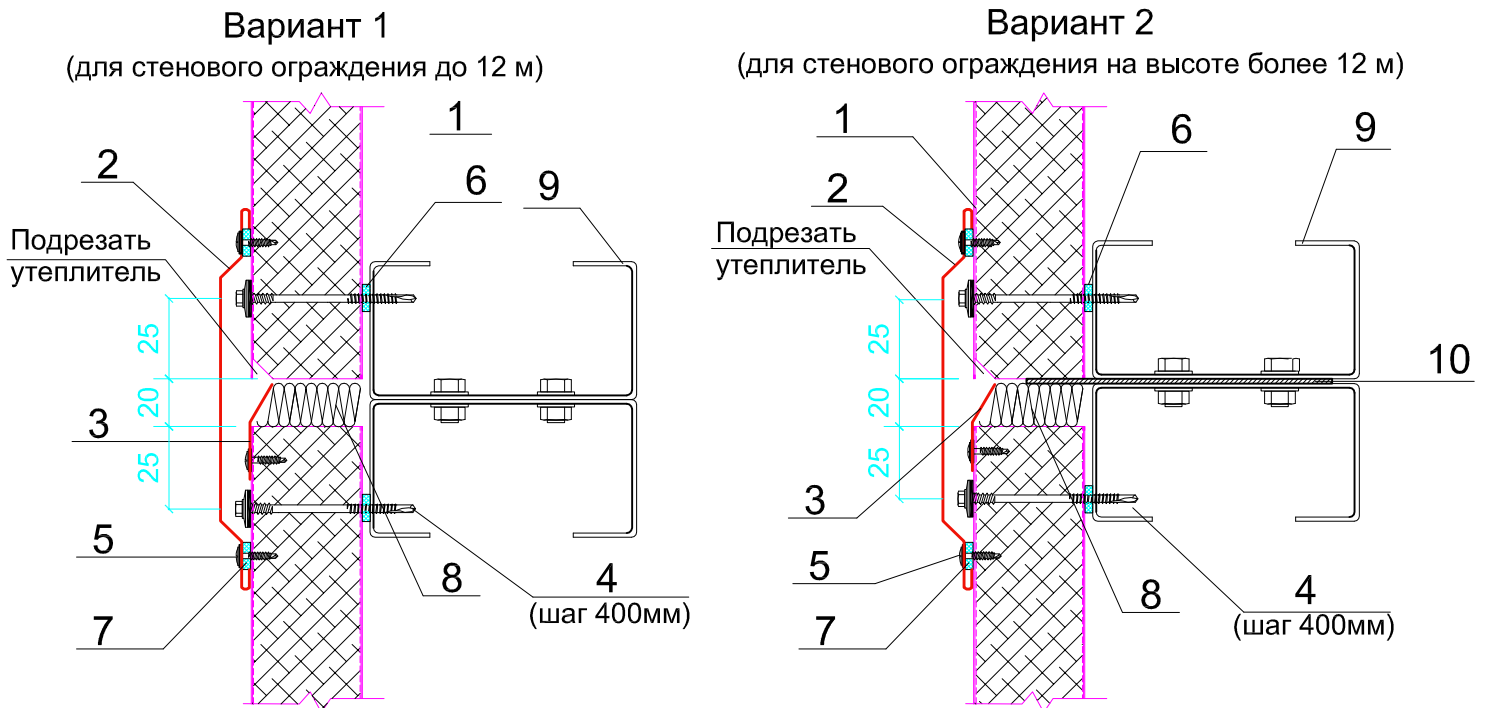 Вариант 1
(для стенового ограждения до 12 м)
1
2
6
9
Подрезать
утеплитель
25
20
25
3
5
7
8
4
(шаг 400мм)
Вариант 2
(для стенового ограждения на высоте более 12 м)
1
2
6
9
Подрезать
утеплитель
25
20
25
10
3
5
7
8
4
(шаг 400мм)